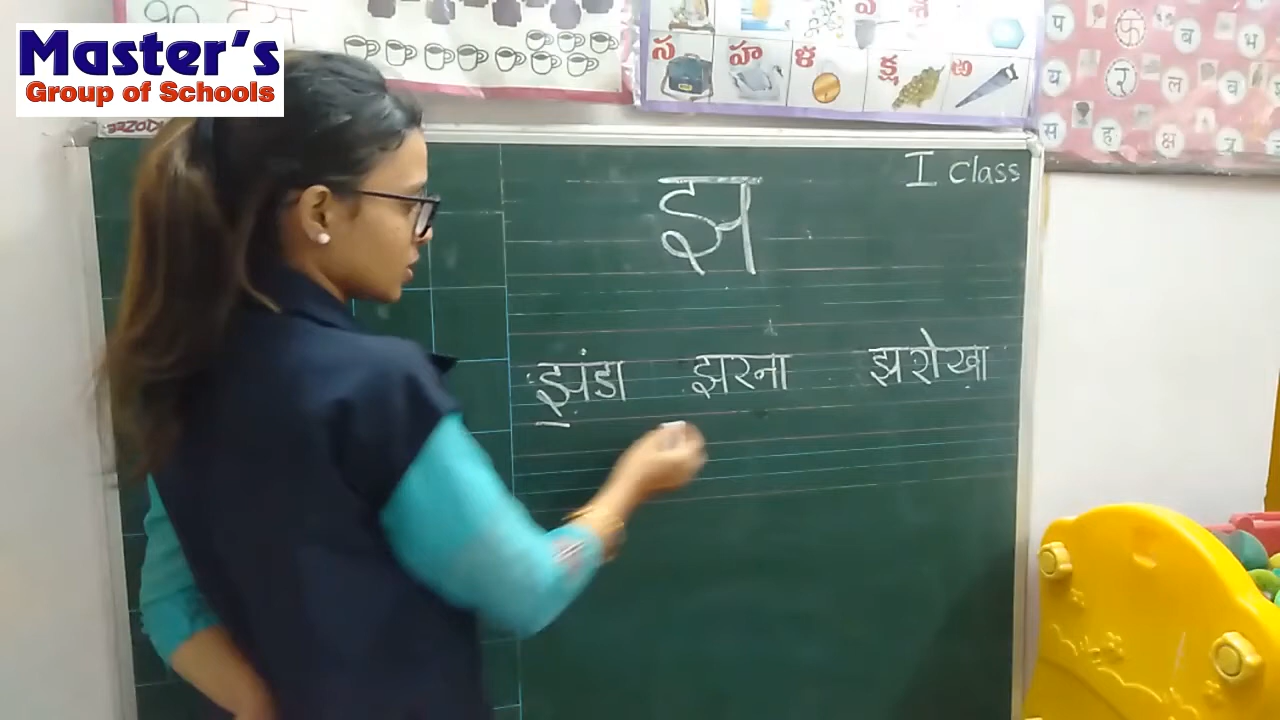 Master's
Group of Schools
स హ ళ క్ష ఱ
प फ ब भ
य र ल व
स ह क्ष त्र
I Class
झ
झंडा झरना झरोखा